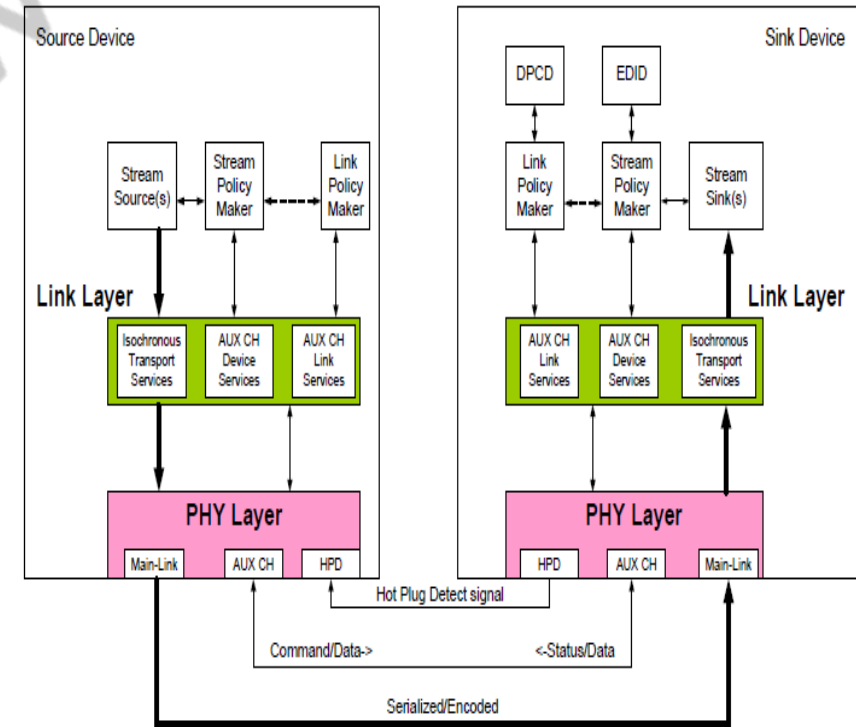 Source Device
Stream
Source(s)
Stream
Policy
Maker
Link
Policy
Maker
Link Layer
Isochronous
Transport
Services
AUX CH
Device
Services
AUX CH
Link
Services
PHY Layer
Main-Link
AUX CH
HPD
Sink Device
DPCD
EDID
Link
Policy
Maker
Stream
Policy
Maker
Stream
Sink(s)
Link Layer
AUX CH
Link
Services
AUX CH
Device
Services
Isochronous
Transport
Services
PHY Layer
HPD
AUX CH
Main-Link
Hot Plug Detect signal
Command/Data->
<-Status/Data
Serialized/Encoded